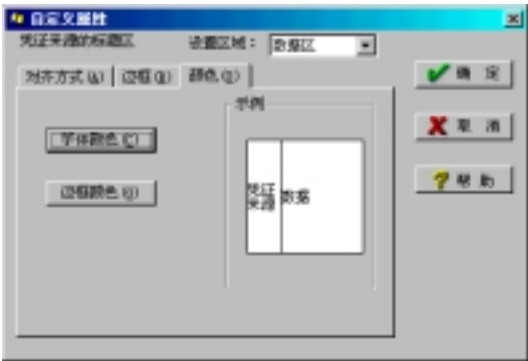 自定义属性
凭证来源的标题区 设置区域： 数据区
对齐方式(A) 边框(B) 颜色(C)
确 定
示例
字体颜色(C)
取 消
边框颜色(O)
凭证来源 数据
帮 助